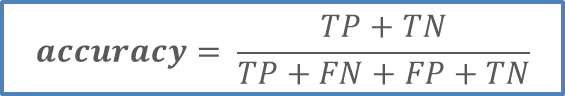 accuracy = TP + TN / TP + FN + FP + TN